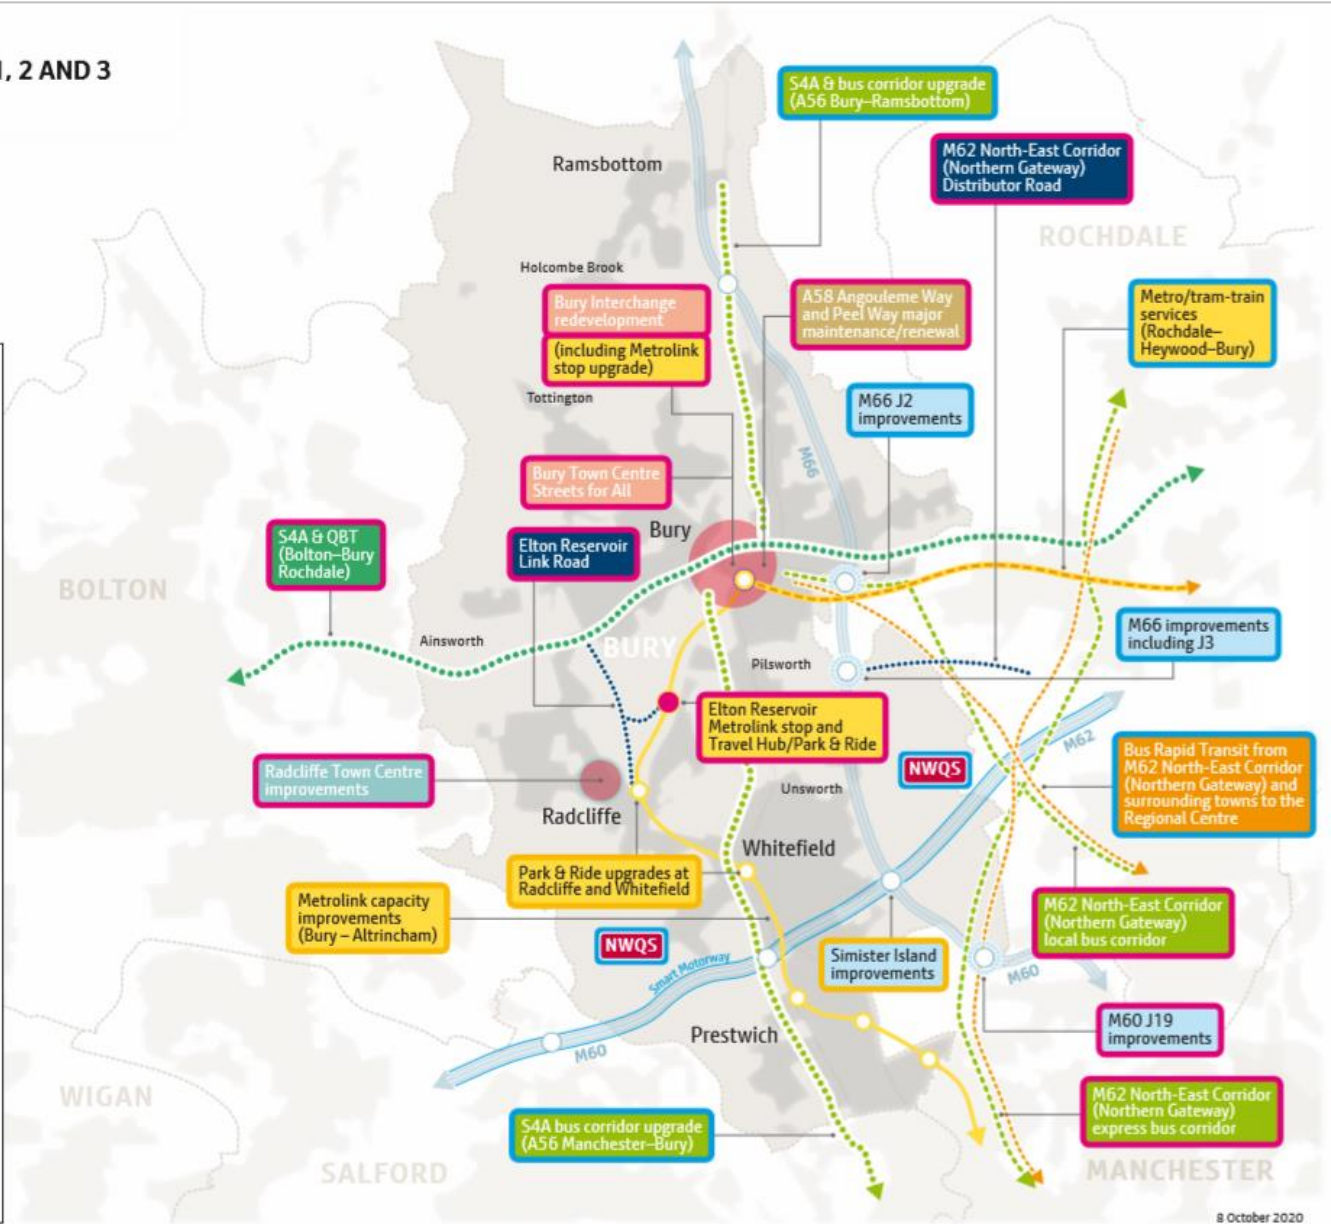 , 2 AND 3
S4A & bus corridor upgrade
(A56 Bury–Ramsbottom)
M62 North-East Corridor
(Northern Gateway)
Distributor Road
Ramsbottom
ROCHDALE
Holcombe Brook
Bury Interchange
redevelopment
(including Metrolink
stop upgrade)
A58 Angouleme Way
and Peel Way major
maintenance/renewal
Metro/tram-train
services
(Rochdale–
Heywood–Bury)
Tottington
M66 J2
improvements
M66
Bury Town Centre
Streets for All
Bury
S4A & QBT
(Bolton–Bury
Rochdale)
Elton Reservoir
Link Road
BOLTON
Ainsworth
BURY
Pilsworth
M66 improvements
including J3
Elton Reservoir
Metrolink stop and
Travel Hub/Park & Ride
M62
NWQS
Radcliffe Town Centre
improvements
Unsworth
Bus Rapid Transit from
M62 North-East Corridor
(Northern Gateway) and
surrounding towns to the
Regional Centre
Radcliffe
Whitefield
Park & Ride upgrades at
Radcliffe and Whitefield
Metrolink capacity
improvements
(Bury – Altrincham)
M62 North-East Corridor
(Northern Gateway)
local bus corridor
NWQS
Simister Island
improvements
Smart Motorway
M60
M60 J19
improvements
Prestwich
M60
WIGAN
S4A bus corridor upgrade
(A56 Manchester–Bury)
M62 North-East Corridor
(Northern Gateway)
express bus corridor
SALFORD
MANCHESTER
8 October 2020